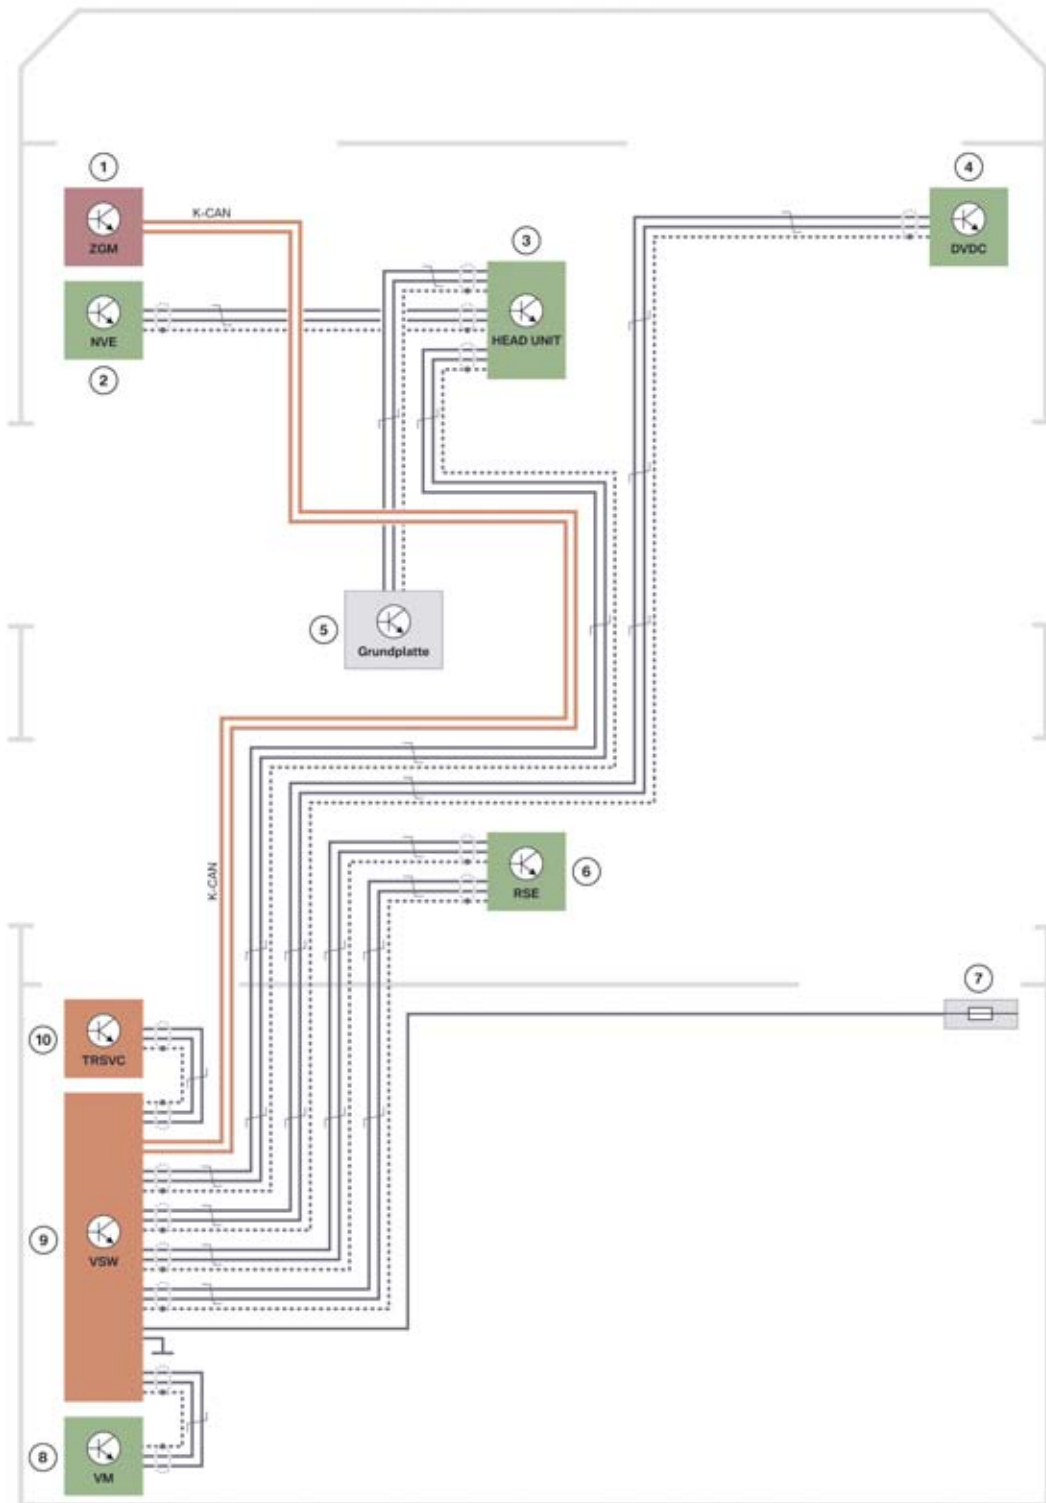 1
4
K-CAN
ZGM
3
DVDC
NVE
HEAD UNIT
2
5
Grundplatte
6
RSE
K-CAN
7
10
TRSVC
9
VSW
8
VM